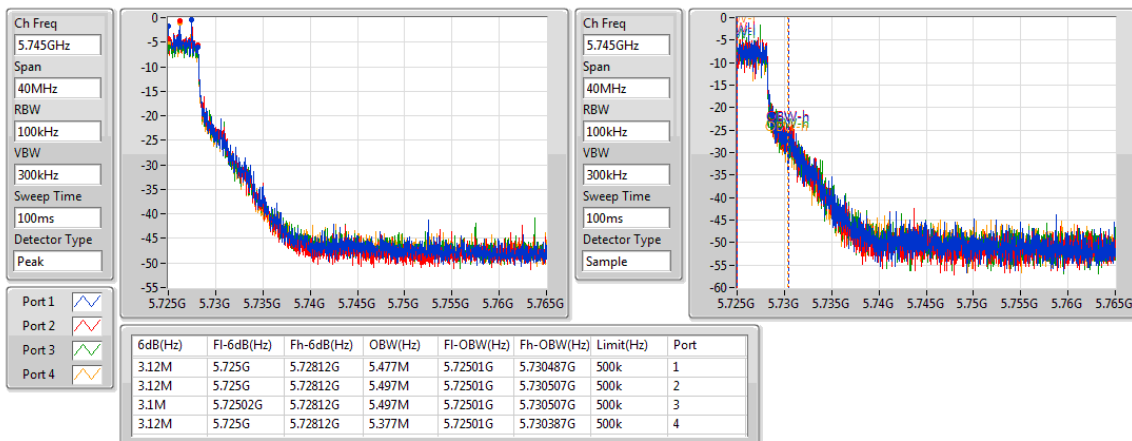 Ch Freq
5.745GHz
Span
40MHz
RBW
100kHz
VBW
300kHz
Sweep Time
100ms
Detector Type
Peak
0
-5
-10
-15
-20
-25
-30
-35
-40
-45
-50
-55
5.725G 5.73G 5.735G 5.74G 5.745G 5.75G 5.755G 5.76G 5.765G
Ch Freq
5.745GHz
Span
40MHz
RBW
100kHz
VBW
300kHz
Sweep Time
100ms
Detector Type
Sample
0
-5
-10
-15
-20
-25
-30
-35
-40
-45
-50
-55
-60
OBW-h
5.725G 5.73G 5.735G 5.74G 5.745G 5.75G 5.755G 5.76G 5.765G
Port 1
Port 2
Port 3
Port 4
6dB(Hz) Fl-6dB(Hz) Fh-6dB(Hz) OBW(Hz) Fl-OBW(Hz) Fh-OBW(Hz) Limit(Hz) Port
3.12M 5.725G 5.72812G 5.477M 5.72501G 5.730487G 500k 1
3.12M 5.725G 5.72812G 5.497M 5.72501G 5.730507G 500k 2
3.1M 5.72502G 5.72812G 5.497M 5.72501G 5.730507G 500k 3
3.12M 5.725G 5.72812G 5.377M 5.72501G 5.730387G 500k 4